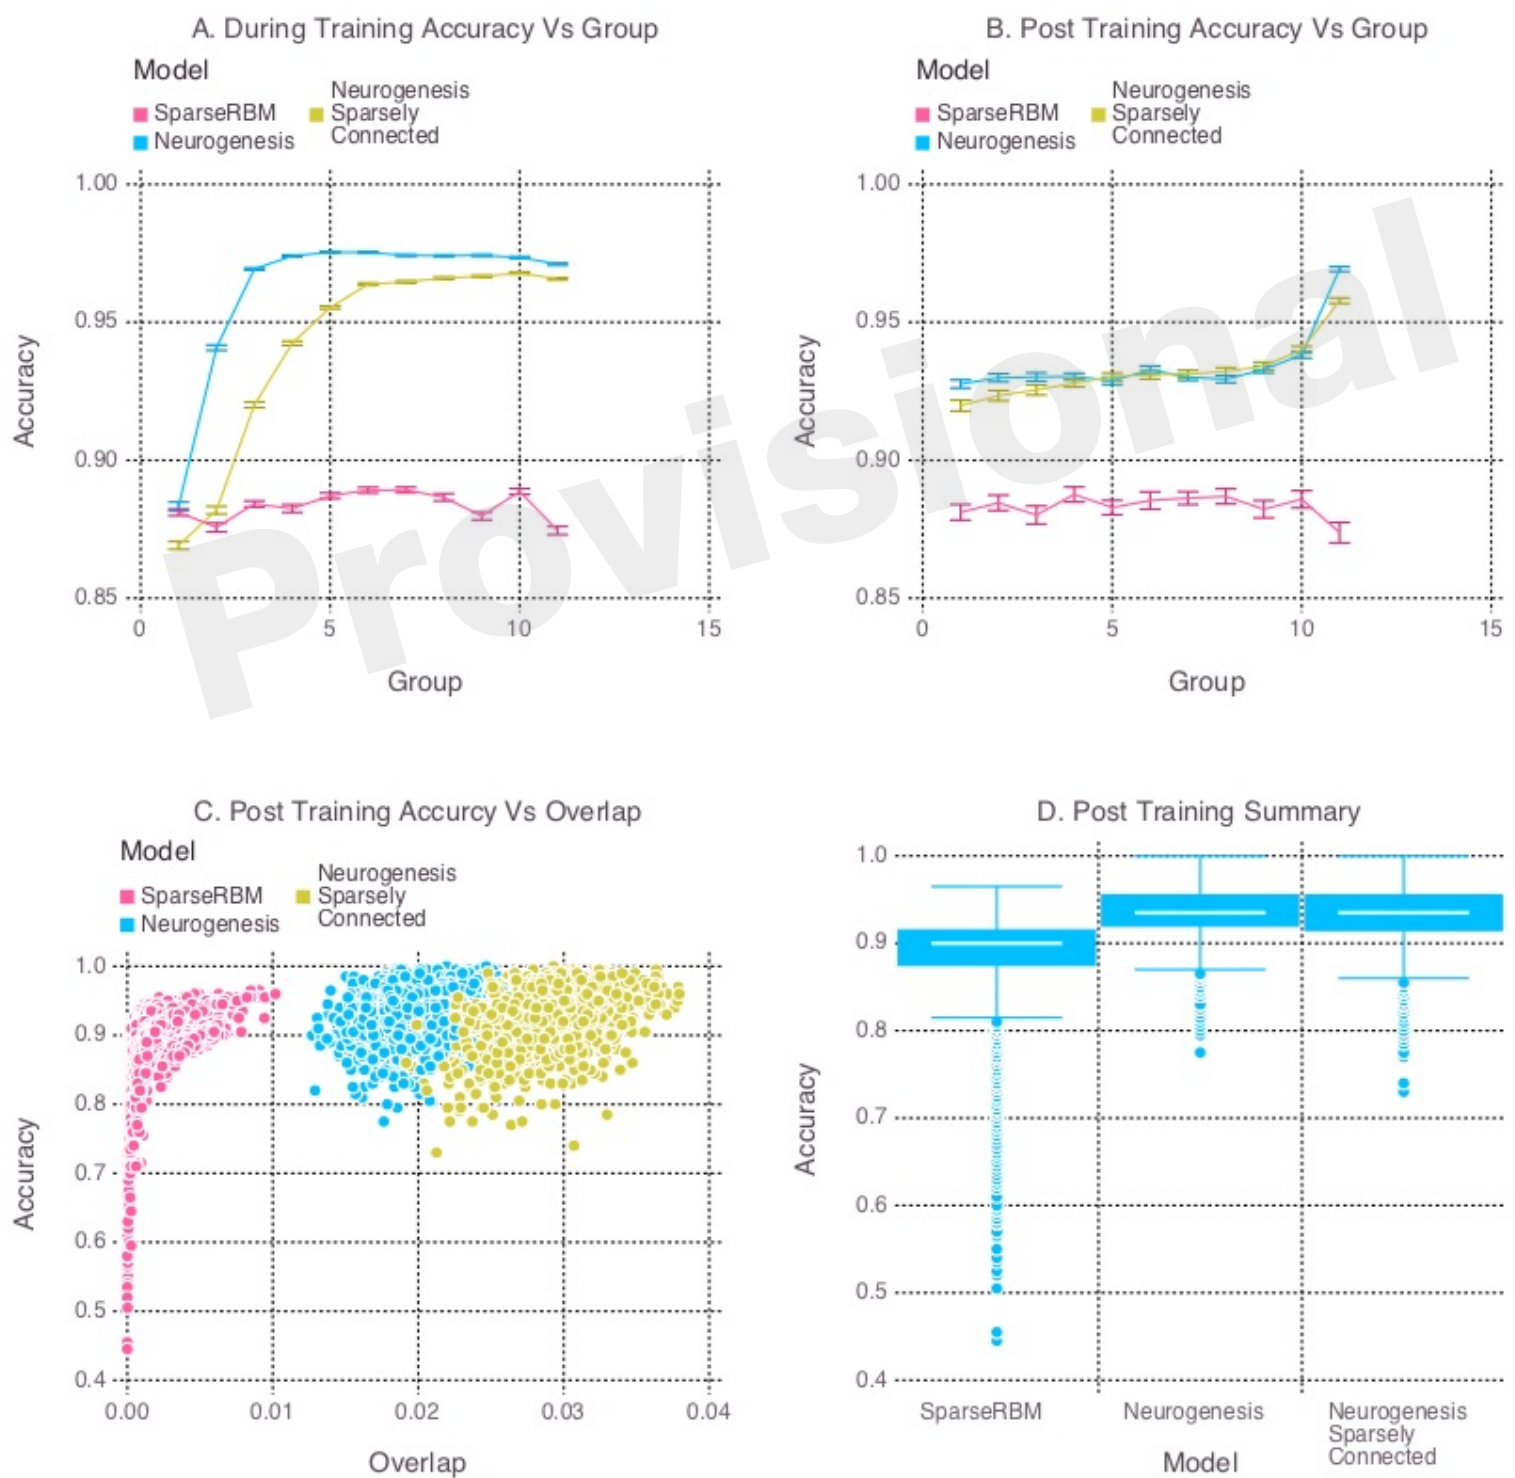 A. During Training Accuracy Vs Group
Model
SparseRBM
Neurogenesis
Neurogenesis
Sparsely
Connected
1.00
0.95
0.90
0.85
Accuracy
0
5
10
15
Group
B. Post Training Accuracy Vs Group
Model
SparseRBM
Neurogenesis
Neurogenesis
Sparsely
Connected
1.00
0.95
0.90
0.85
Accuracy
0
5
10
15
Group
Provisional
C. Post Training Accurcy Vs Overlap
Model
SparseRBM
Neurogenesis
Neurogenesis
Sparsely
Connected
1.0
0.9
0.8
0.7
0.6
0.5
0.4
Accuracy
0.00
0.01
0.02
0.03
0.04
Overlap
D. Post Training Summary
1.0
0.9
0.8
0.7
0.6
0.5
0.4
Accuracy
SparseRBM
Neurogenesis
Neurogenesis
Sparsely
Connected
Model